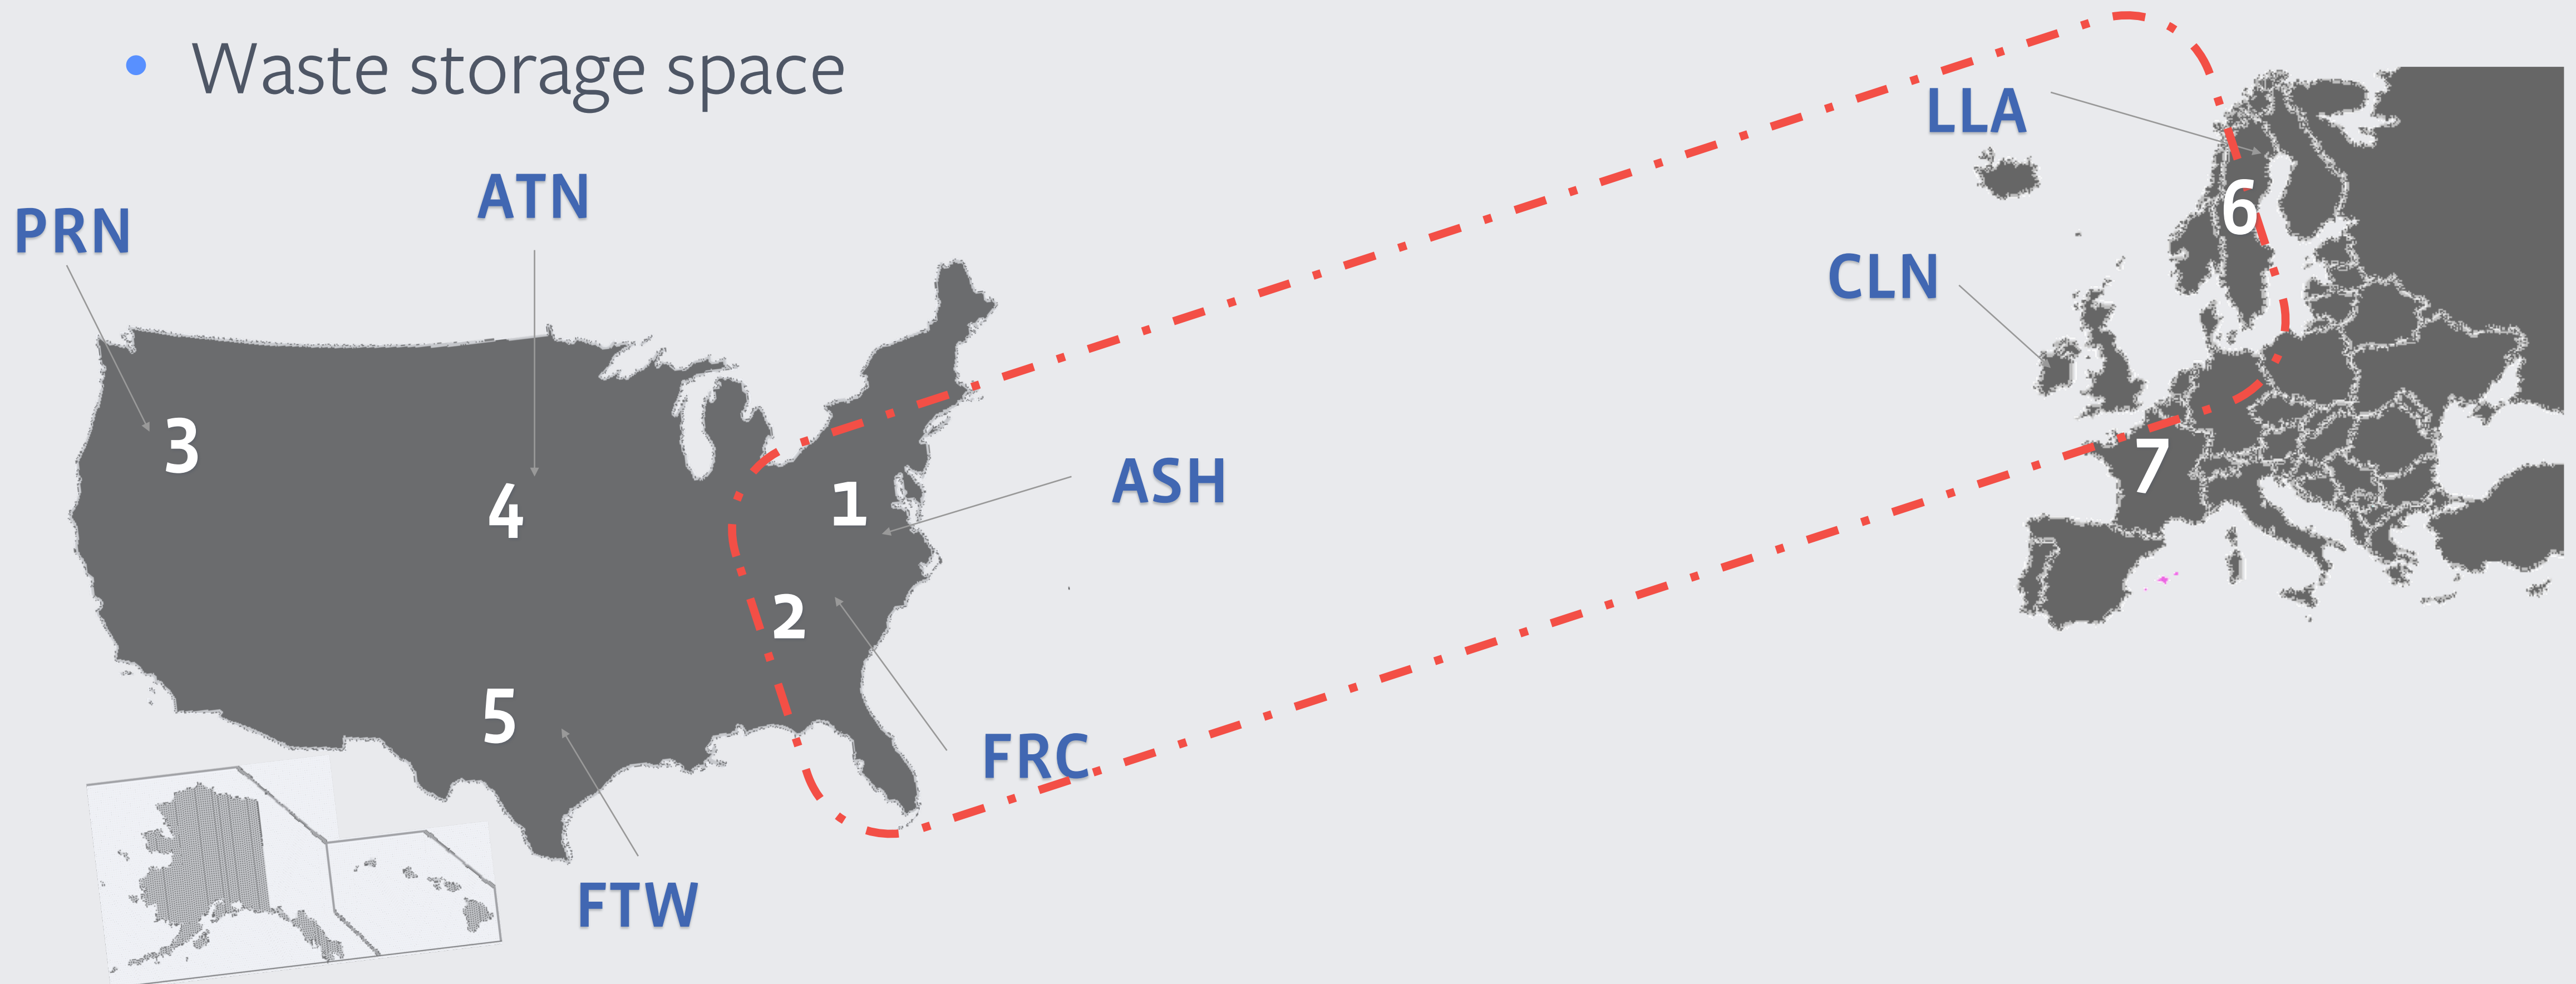 • Waste storage space
LLA
ATN
PRN
6
CLN
3
7
4
1
ASH
2
5
FRC
FTW